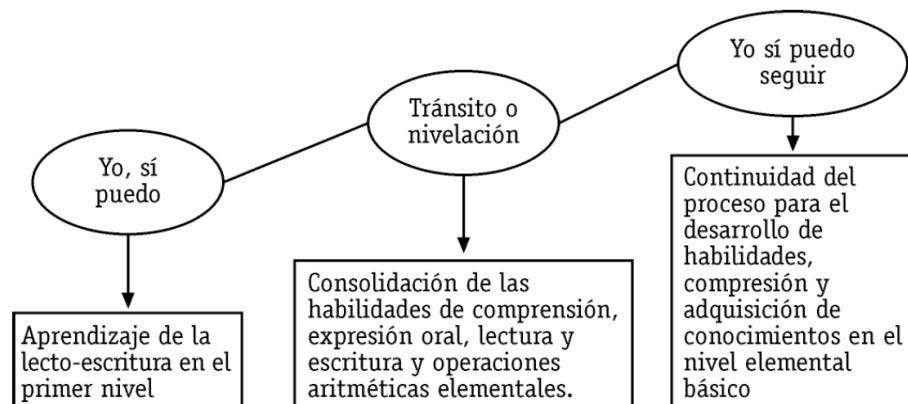 Yo, sí
puedo
Aprendizaje de la
lecto-escritura en el
primer nivel
Tránsito o
nivelación
Consolidación de las
habilidades de comprensión,
expresión oral, lectura y
escritura y operaciones
aritméticas elementales.
Yo sí puedo
seguir
Continuidad del
proceso para el
desarrollo de
habilidades,
compresión y
adquisición de
conocimientos en el
nivel elemental
básico